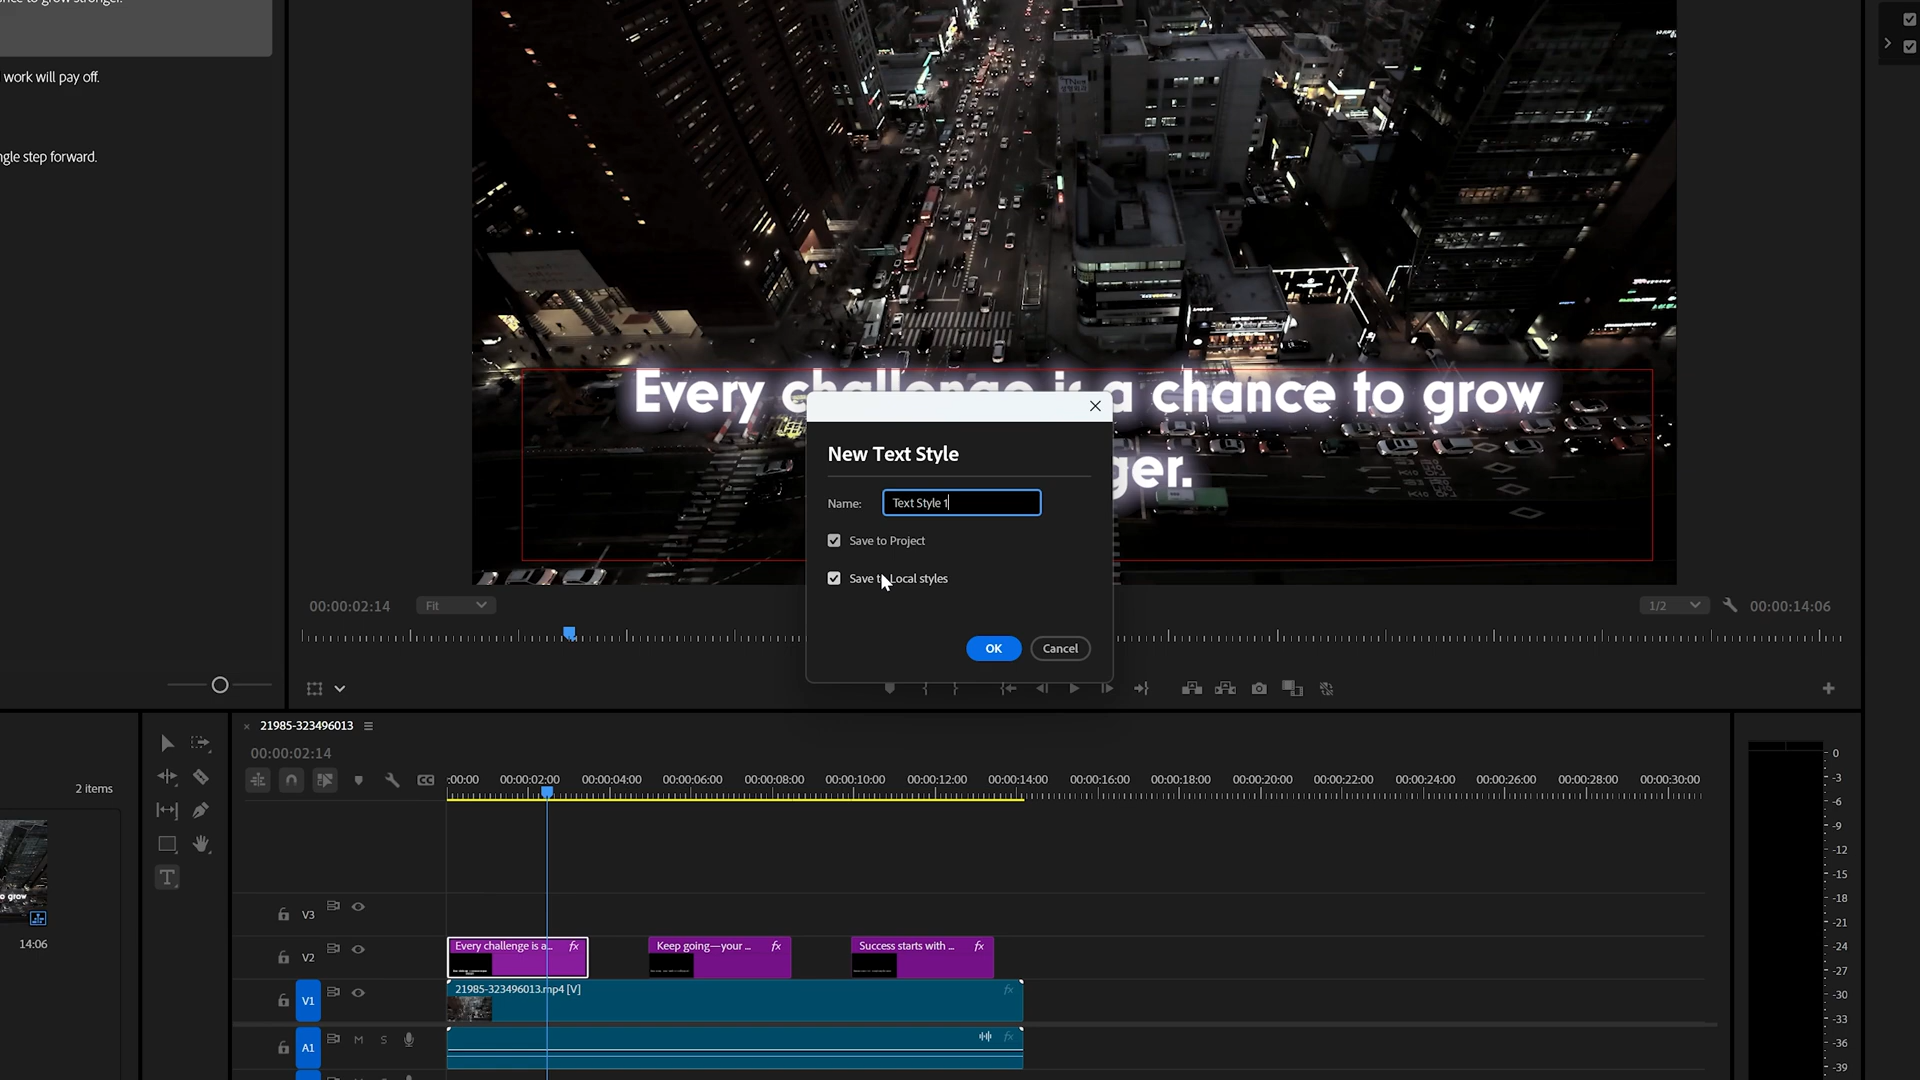 work will pay off.
ngle step forward.
Every challenge is a chance to grow
ger.
New Text Style
Name: Text Style 1
Save to Project
Save to Local styles
OK Cancel
00:00:02:14 Fit 1/2 00:00:14:06
21985-323496013
00:00:02:14
:00:00 00:00:02:00 00:00:04:00 00:00:06:00 00:00:08:00 00:00:10:00 00:00:12:00 00:00:14:00 00:00:16:00 00:00:18:00 00:00:20:00 00:00:22:00 00:00:24:00 00:00:26:00 00:00:28:00 00:00:30:00
2 items
14:06
V3
V2
Every challenge is a... fx
Keep going—your ... fx
Success starts with ... fx
V1
21985-323496013.mp4 [V] fx
A1 M S fx
0
-3
-6
-9
-12
-15
-18
-21
-24
-27
-30
-33
-36
-39